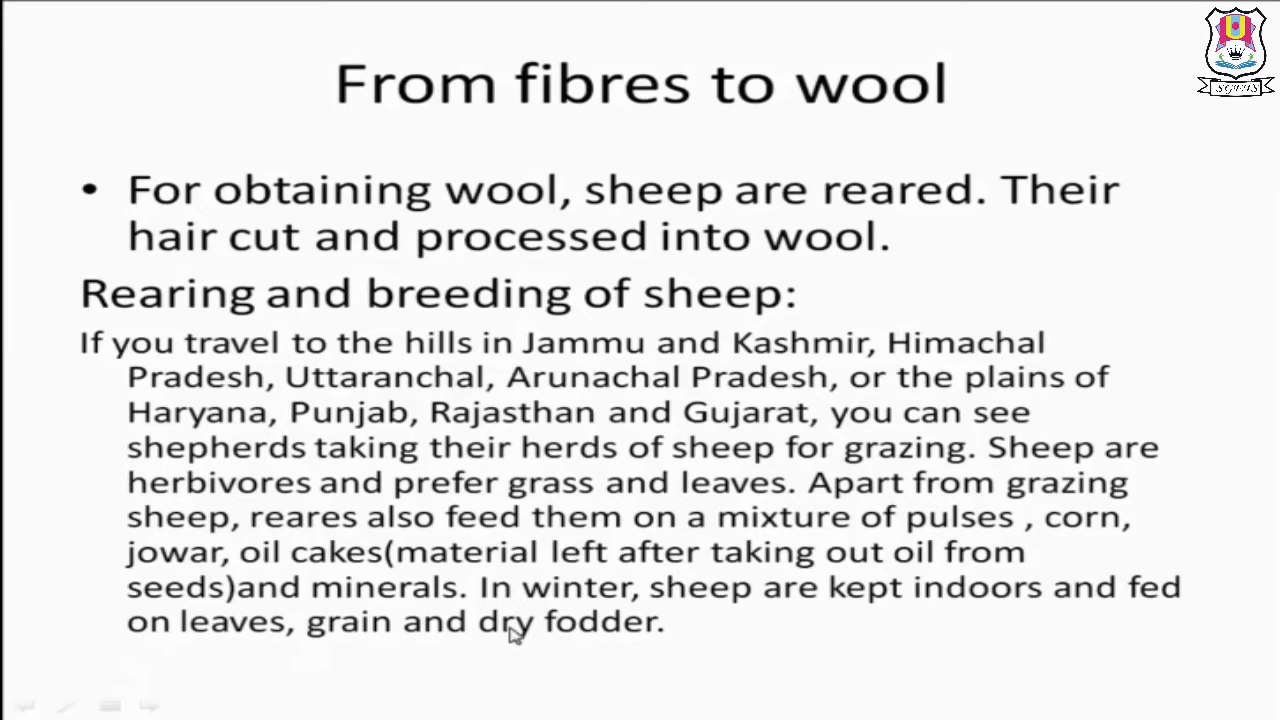 From fibres to wool
• For obtaining wool, sheep are reared. Their
hair cut and processed into wool.
Rearing and breeding of sheep:
If you travel to the hills in Jammu and Kashmir, Himachal
Pradesh, Uttaranchal, Arunachal Pradesh, or the plains of
Haryana, Punjab, Rajasthan and Gujarat, you can see
shepherds taking their herds of sheep for grazing. Sheep are
herbivores and prefer grass and leaves. Apart from grazing
sheep, reares also feed them on a mixture of pulses , corn,
jowar, oil cakes(material left after taking out oil from
seeds)and minerals. In winter, sheep are kept indoors and fed
on leaves, grain and dry fodder.